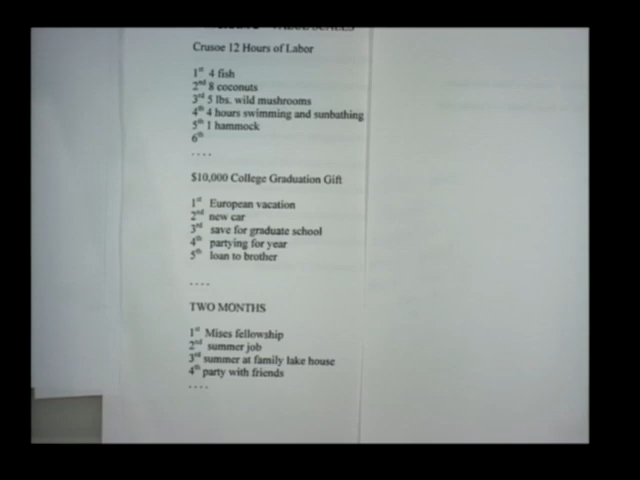 VALUE SCALES
Crusoe 12 Hours of Labor
1st 4 fish
2nd 8 coconuts
3rd 5 lbs. wild mushrooms
4th 4 hours swimming and sunbathing
5th 1 hammock
6th
....
$10,000 College Graduation Gift
1st European vacation
2nd new car
3rd save for graduate school
4th partying for year
5th loan to brother
....
TWO MONTHS
1st Mises fellowship
2nd summer job
3rd summer at family lake house
4th party with friends
....